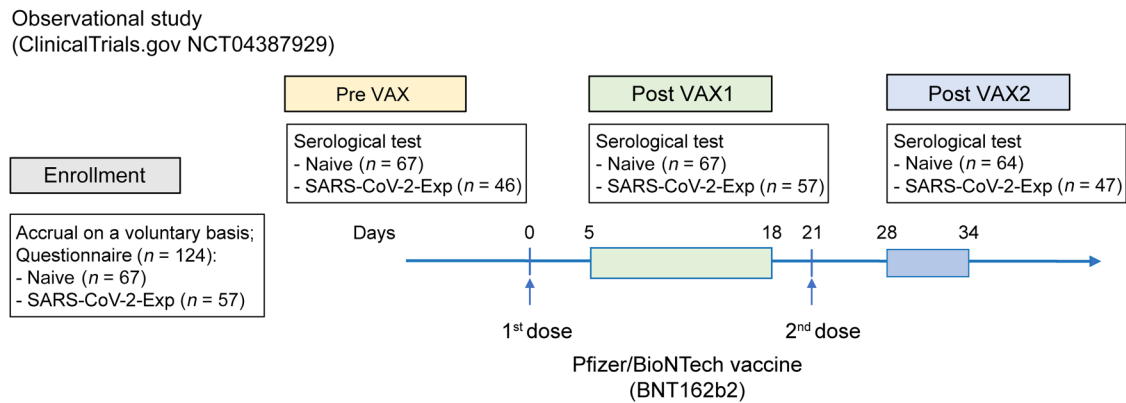 Observational study
(ClinicalTrials.gov NCT04387929)
Pre VAX
Post VAX1
Post VAX2
Serological test
- Naive (n = 67)
- SARS-CoV-2-Exp (n = 46)
Serological test
- Naive (n = 67)
- SARS-CoV-2-Exp (n = 57)
Serological test
- Naive (n = 64)
- SARS-CoV-2-Exp (n = 47)
Enrollment
Accrual on a voluntary basis;
Questionnaire (n = 124):
- Naive (n = 67)
- SARS-CoV-2-Exp (n = 57)
Days 0 5 18 21 28 34
1st dose
2nd dose
Pfizer/BioNTech vaccine
(BNT162b2)